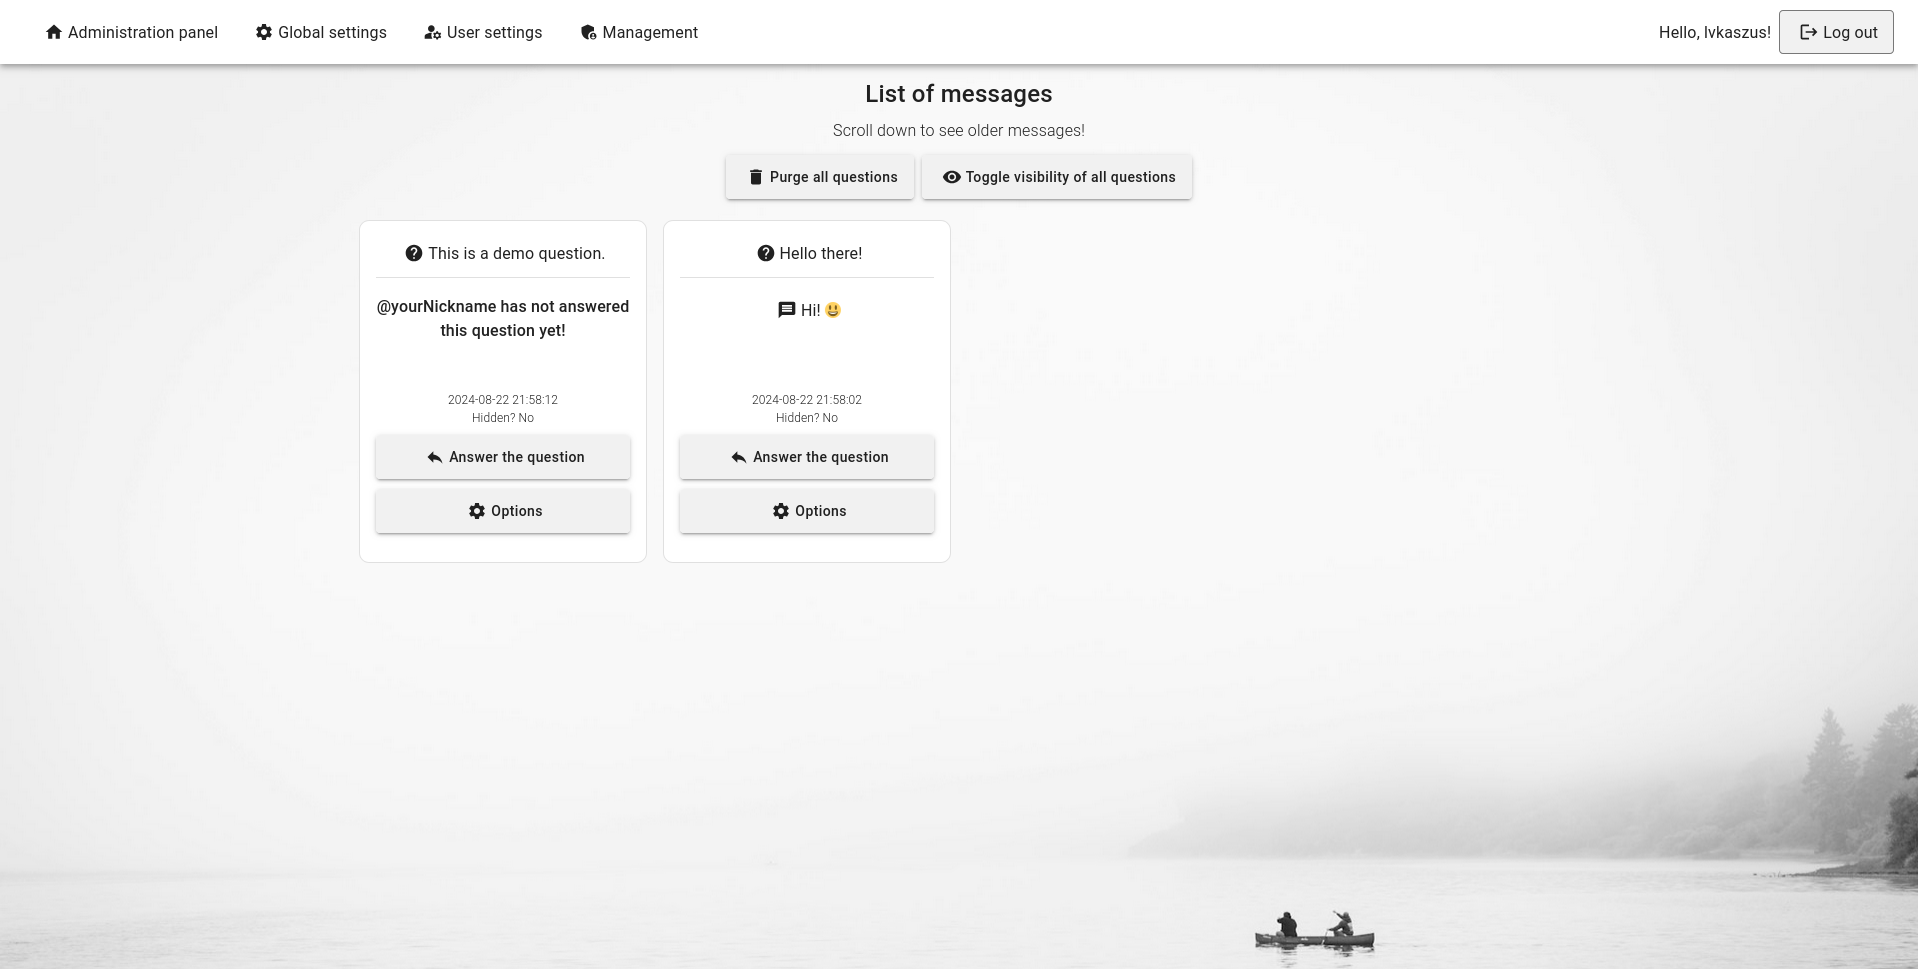 Administration panel Global settings User settings Management Hello, lvkaszus! Log out
List of messages
Scroll down to see older messages!
Purge all questions Toggle visibility of all questions
This is a demo question.
@yourNickname has not answered
this question yet!
2024-08-22 21:58:12
Hidden? No
Answer the question
Options
Hello there!
Hi! 😃
2024-08-22 21:58:02
Hidden? No
Answer the question
Options